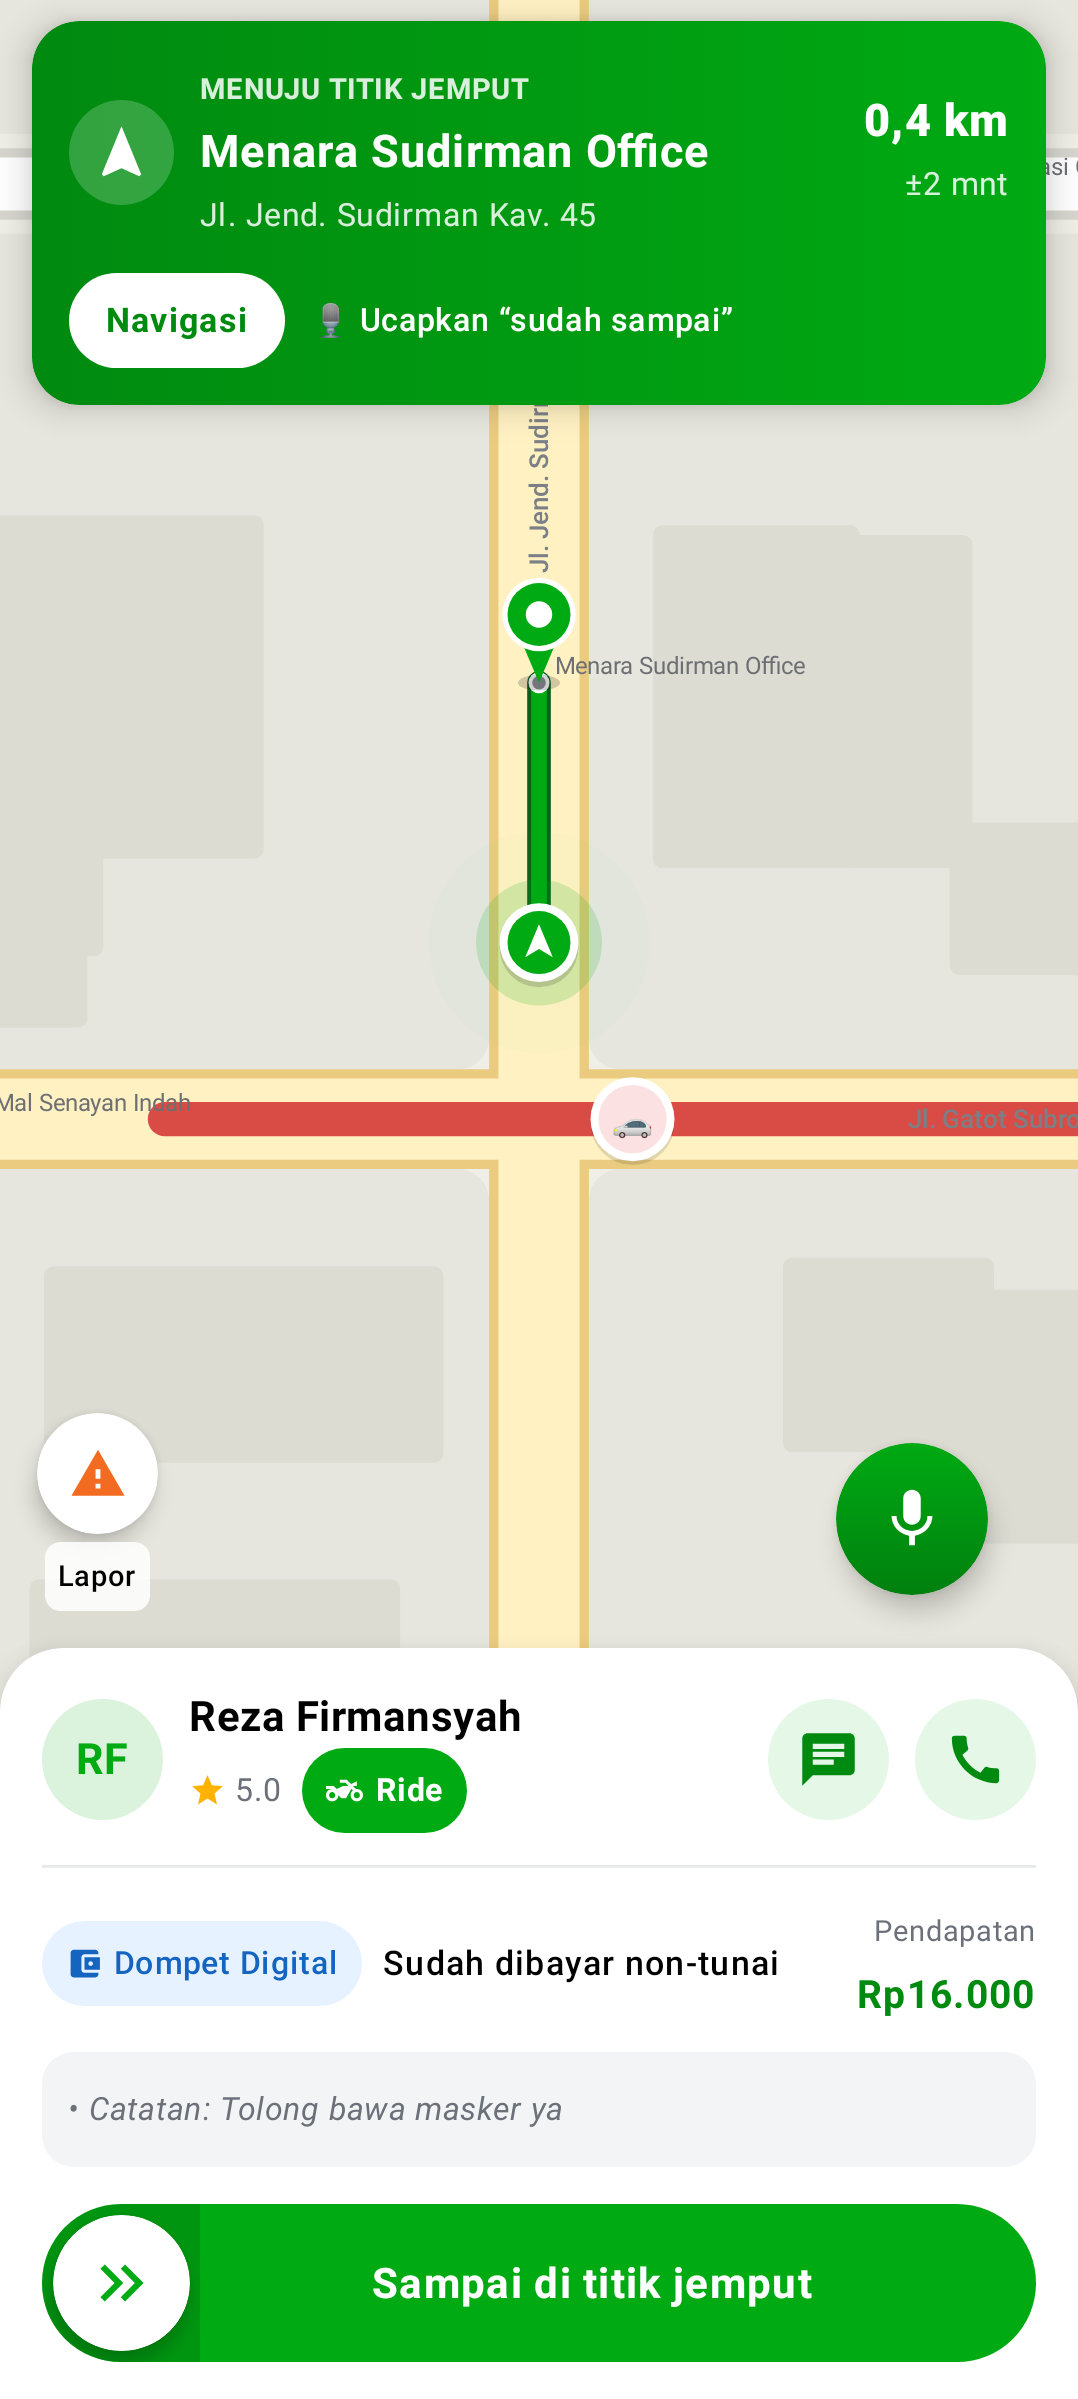 MENUJU TITIK JEMPUT
Menara Sudirman Office
Jl. Jend. Sudirman Kav. 45
0,4 km
±2 mnt
Navigasi
Ucapkan “sudah sampai”
Jl. Jend.
Menara Sudirman Office
Mal Senayan Indah
Jl. Gatot
Lapor
RF
Reza Firmansyah
5.0
Ride
Dompet Digital
Sudah dibayar non-tunai
Pendapatan
Rp16.000
• Catatan: Tolong bawa masker ya
Sampai di titik jemput